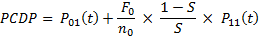 PCDP = P₀₁(t) + F₀/n₀ × (1 − S)/S × P₁₁(t)